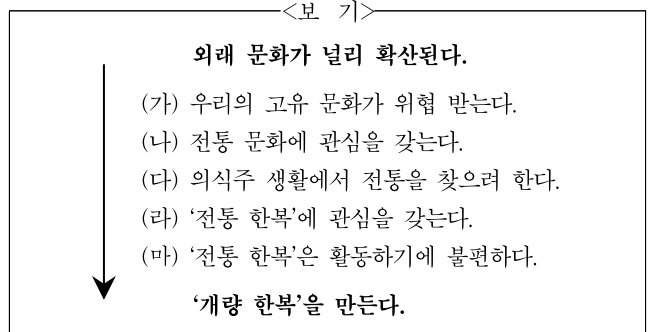 <보 기>
외래 문화가 널리 확산된다.
(가) 우리의 고유 문화가 위협 받는다.
(나) 전통 문화에 관심을 갖는다.
(다) 의식주 생활에서 전통을 찾으려 한다.
(라) ‘전통 한복’에 관심을 갖는다.
(마) ‘전통 한복’은 활동하기에 불편하다.
‘개량 한복’을 만든다.